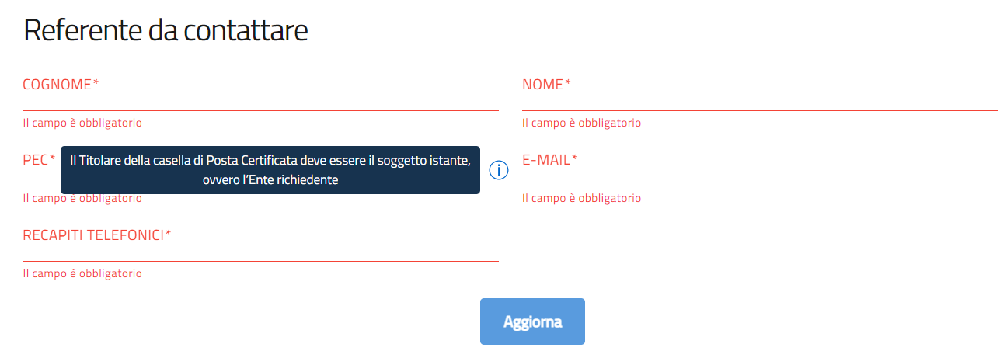 Referente da contattare
COGNOME*
NOME*
Il campo è obbligatorio
Il campo è obbligatorio
PEC*
Il Titolare della casella di Posta Certificata deve essere il soggetto istante,
ovvero l'Ente richiedente
E-MAIL*
Il campo è obbligatorio
Il campo è obbligatorio
RECAPITI TELEFONICI*
Il campo è obbligatorio
Aggiorna